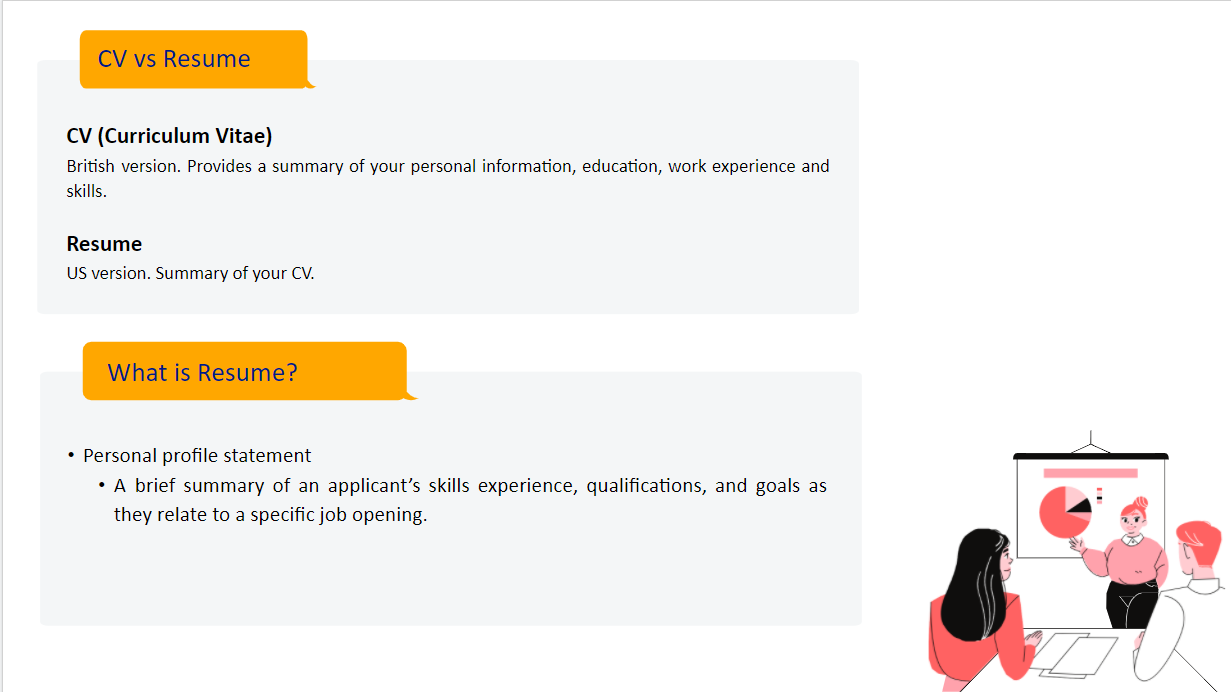 CV vs Resume
CV (Curriculum Vitae)
British version. Provides a summary of your personal information, education, work experience and
skills.
Resume
US version. Summary of your CV.
What is Resume?
• Personal profile statement
• A brief summary of an applicant’s skills experience, qualifications, and goals as
they relate to a specific job opening.